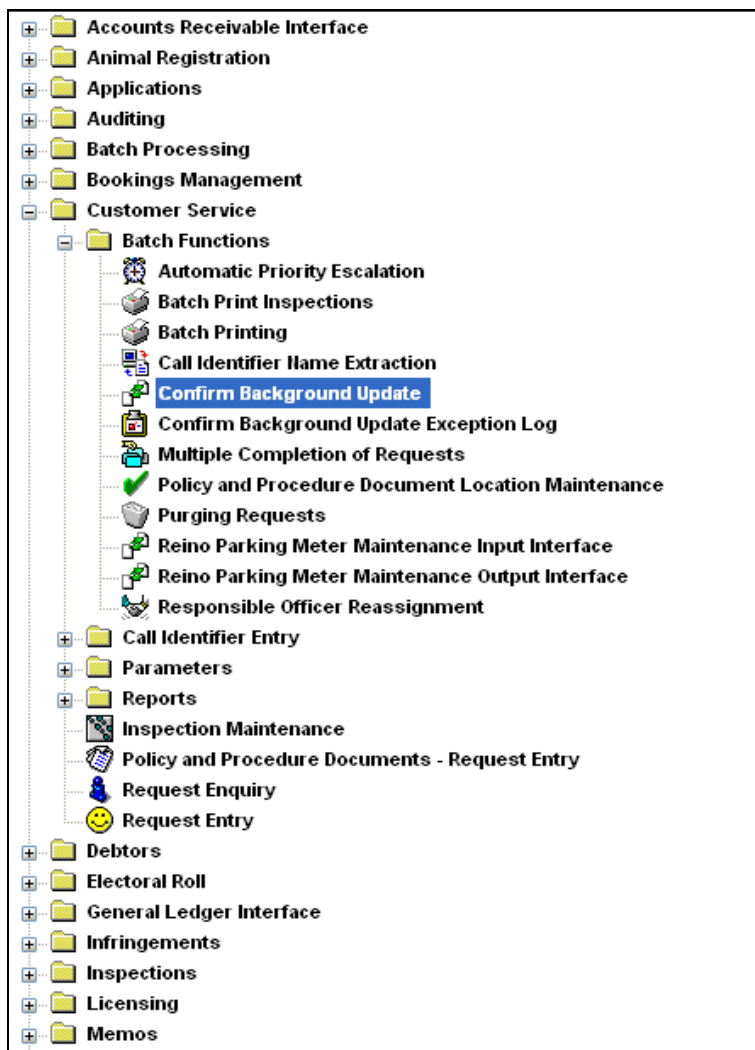 Accounts Receivable Interface
Animal Registration
Applications
Auditing
Batch Processing
Bookings Management
Customer Service
Batch Functions
Automatic Priority Escalation
Batch Print Inspections
Batch Printing
Call Identifier Name Extraction
Confirm Background Update
Confirm Background Update Exception Log
Multiple Completion of Requests
Policy and Procedure Document Location Maintenance
Purging Requests
Reino Parking Meter Maintenance Input Interface
Reino Parking Meter Maintenance Output Interface
Responsible Officer Reassignment
Call Identifier Entry
Parameters
Reports
Inspection Maintenance
Policy and Procedure Documents - Request Entry
Request Enquiry
Request Entry
Debtors
Electoral Roll
General Ledger Interface
Infringements
Inspections
Licensing
Memos